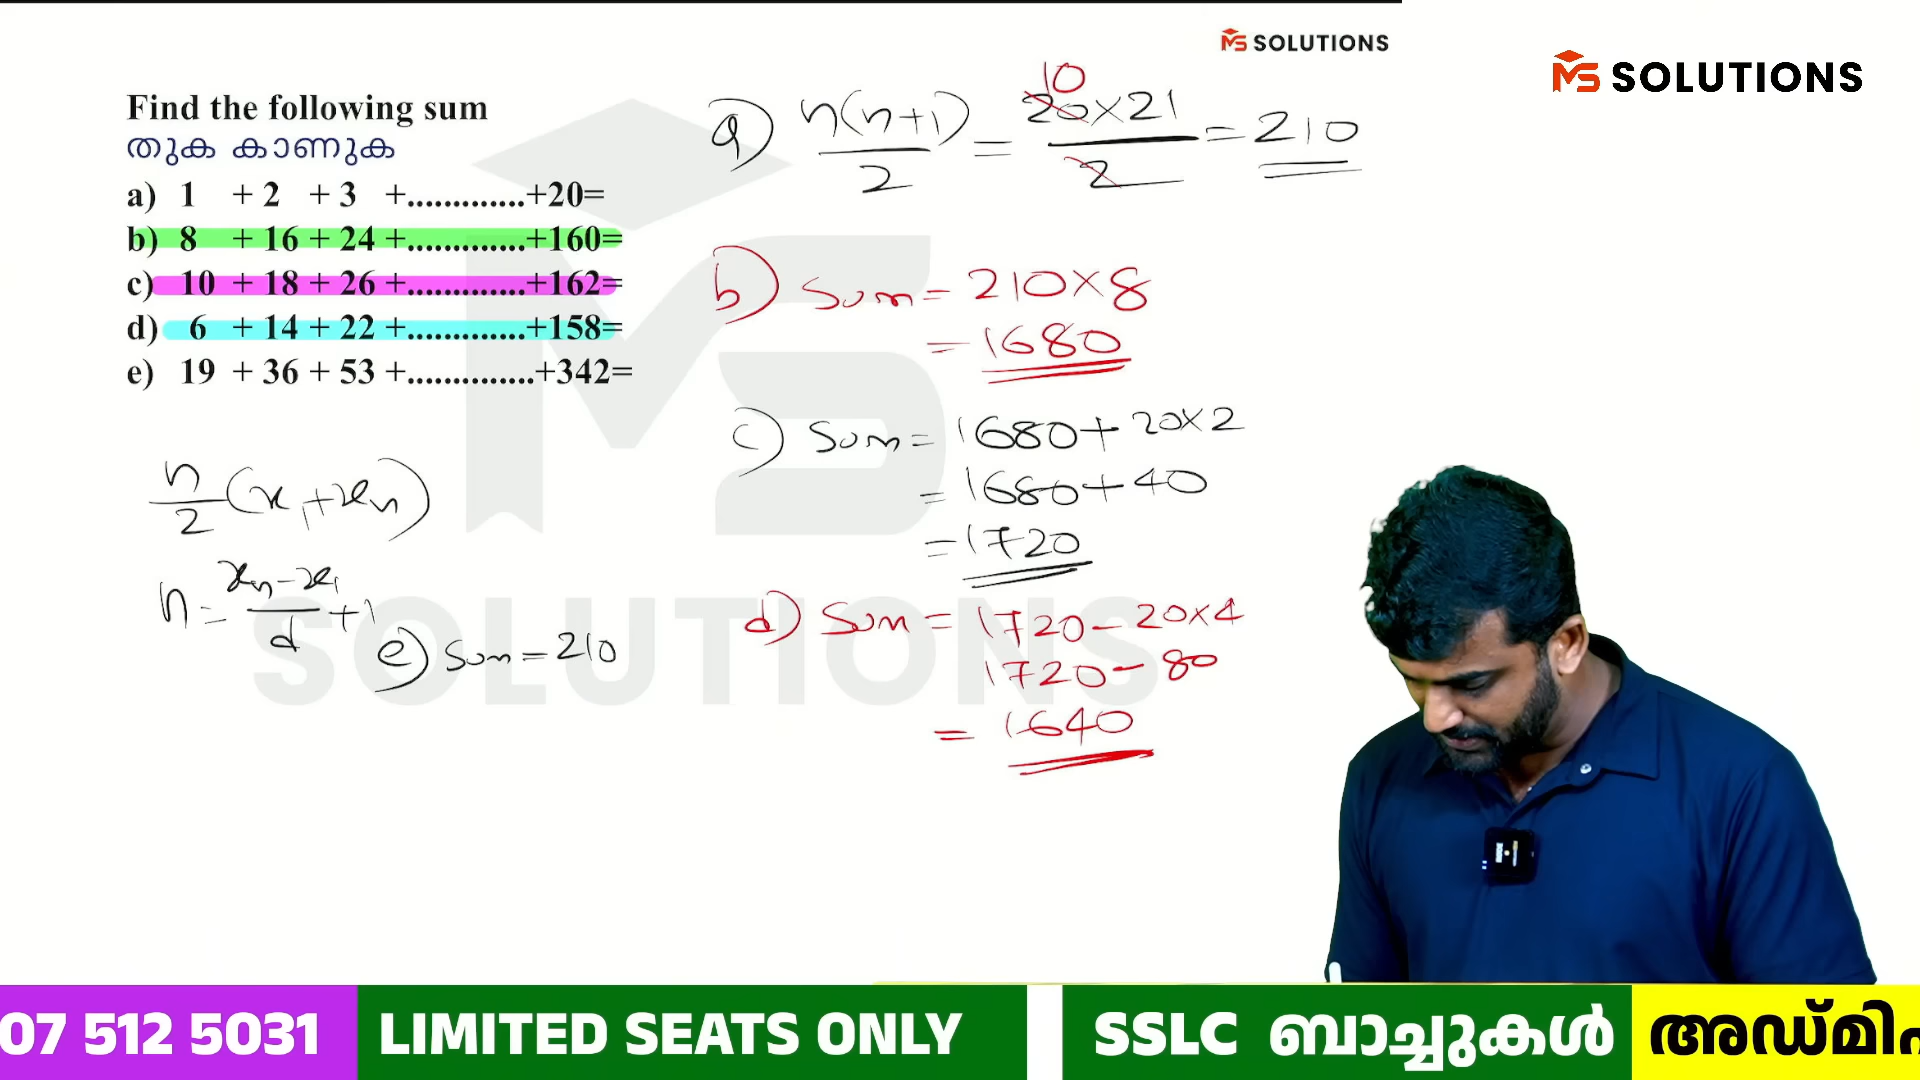 MS SOLUTIONS
MS SOLUTIONS
Find the following sum
തുക കാണുക
a) 1 + 2 + 3 +.............+20=
b) 8 + 16 + 24 +.............+160=
c) 10 + 18 + 26 +.............+162=
d) 6 + 14 + 22 +.............+158=
e) 19 + 36 + 53 +..............+342=
n/2 (x₁+xₙ)
n = (xₙ-x₁)/d +1
e) Sum = 210
a) n(n+1)/2 = 20×21/2 = 210
10
b) Sum = 210×8
= 1680
c) Sum = 1680+20×2
= 1680+40
= 1720
d) Sum = 1720-20×4
1720-80
= 1640
MS
SOLUTIONS
07 512 5031 LIMITED SEATS ONLY SSLC ബാച്ചുകൾ